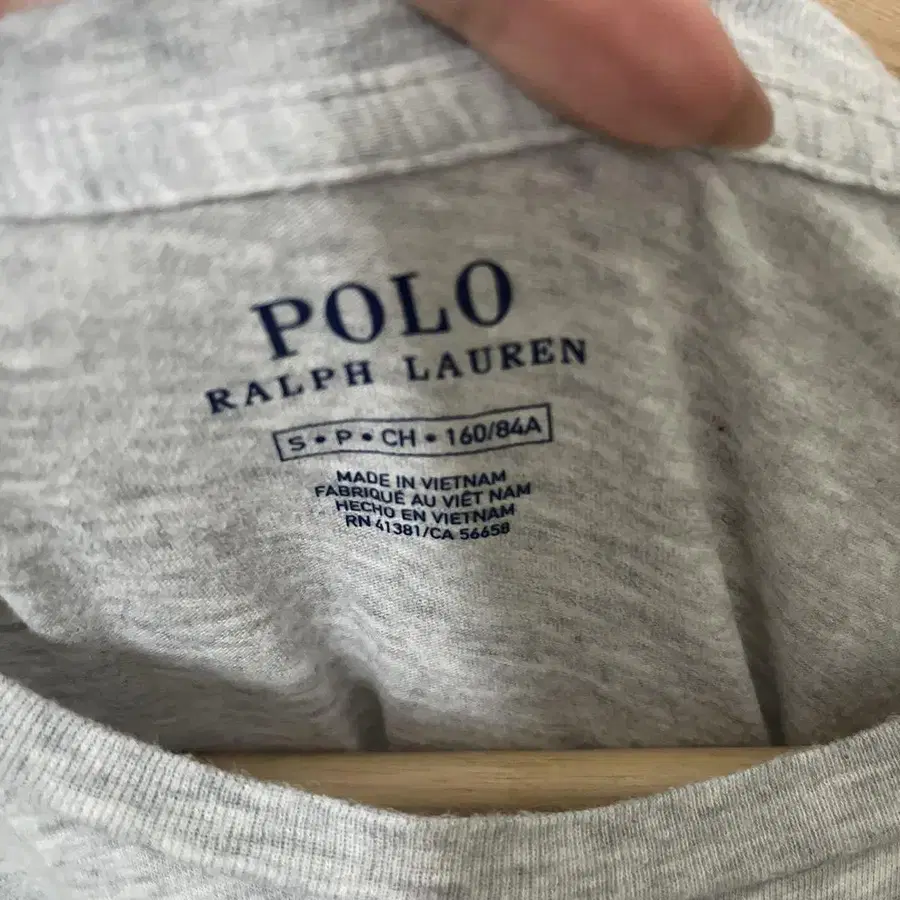 POLO
RALPH LAUREN
S • P • CH • 160/84A
MADE IN VIETNAM
FABRIQUÉ AU VIÊT NAM
HECHO EN VIETNAM
RN 41381/CA 56658